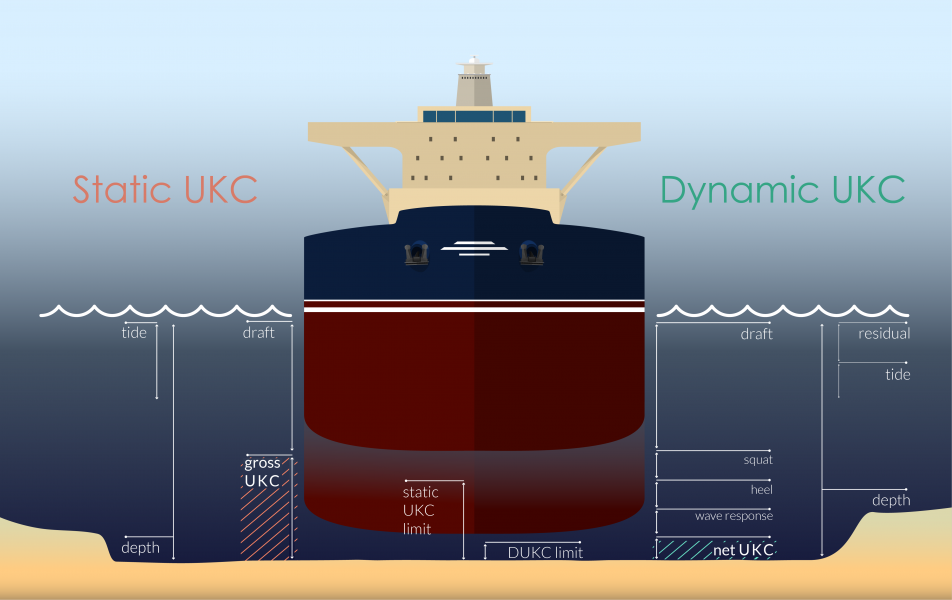 Static UKC
Dynamic UKC
tide
draft
gross
UKC
depth
static
UKC
limit
DUKC limit
draft
residual
tide
squat
heel
depth
wave response
net UKC